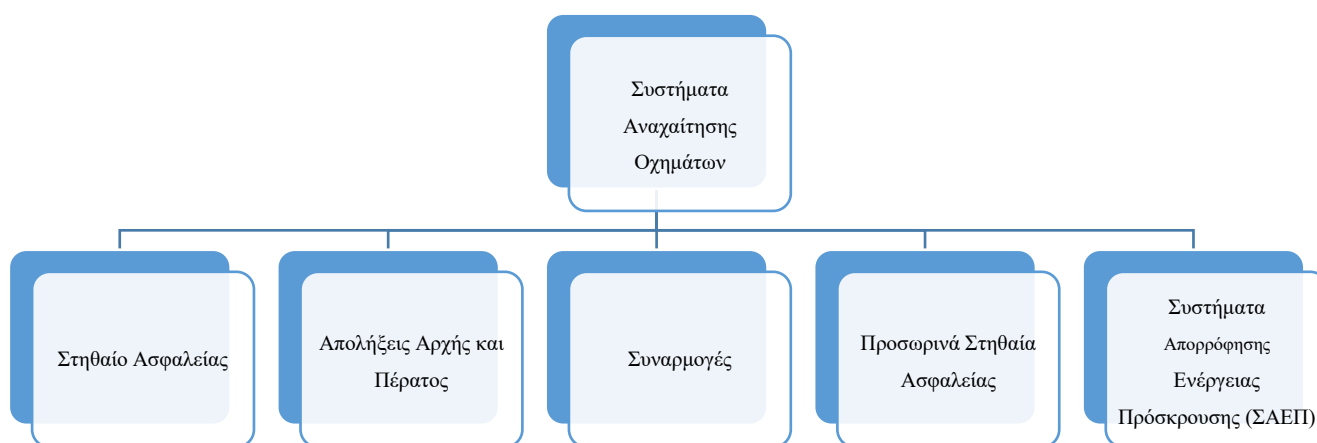 Συστήματα
Αναχαίτησης
Οχημάτων
Στηθαίο Ασφαλείας
Απολήξεις Αρχής και
Πέρατος
Συναρμογές
Προσωρινά Στηθαία
Ασφαλείας
Συστήματα
Απορρόφησης
Ενέργειας
Πρόσκρουσης (ΣΑΕΠ)